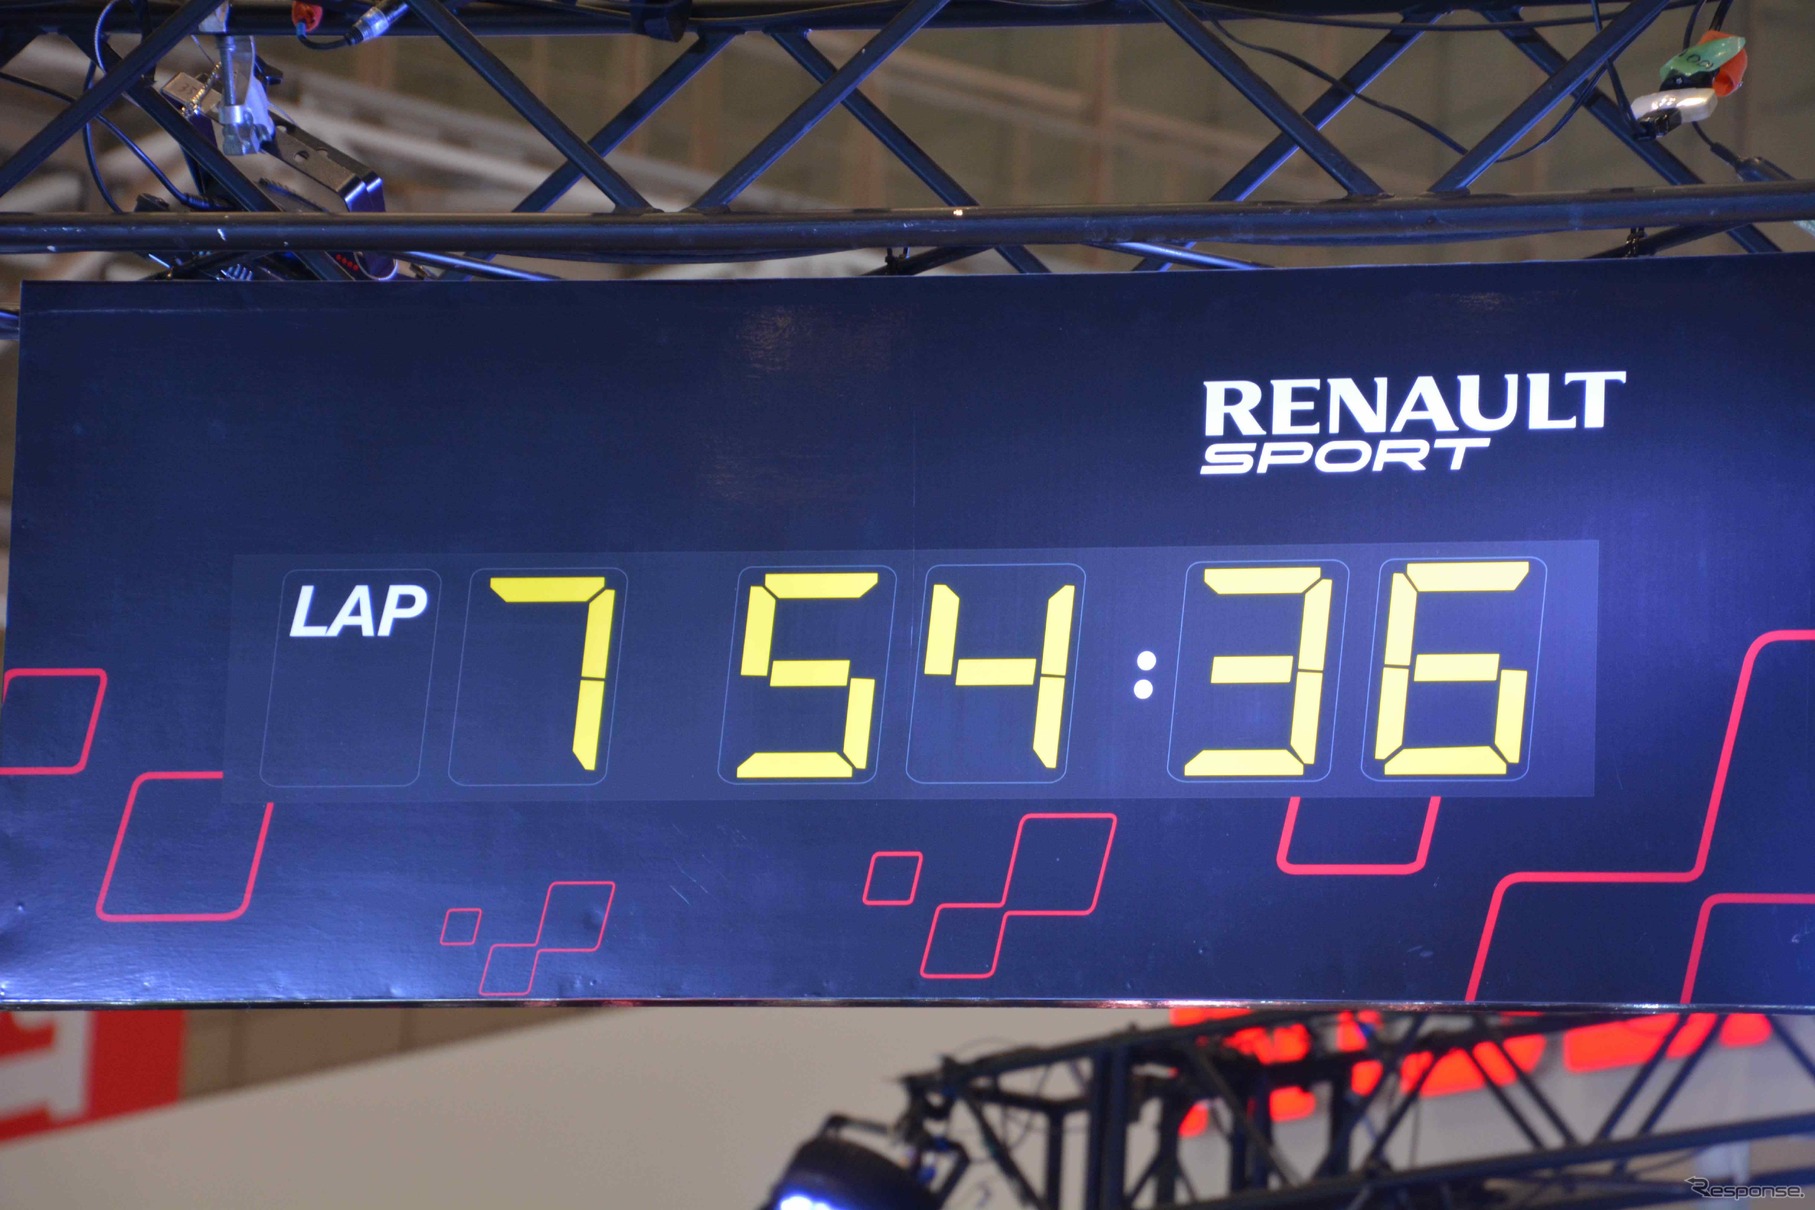 RENAULT
SPORT
LAP 7 54:36
Response.